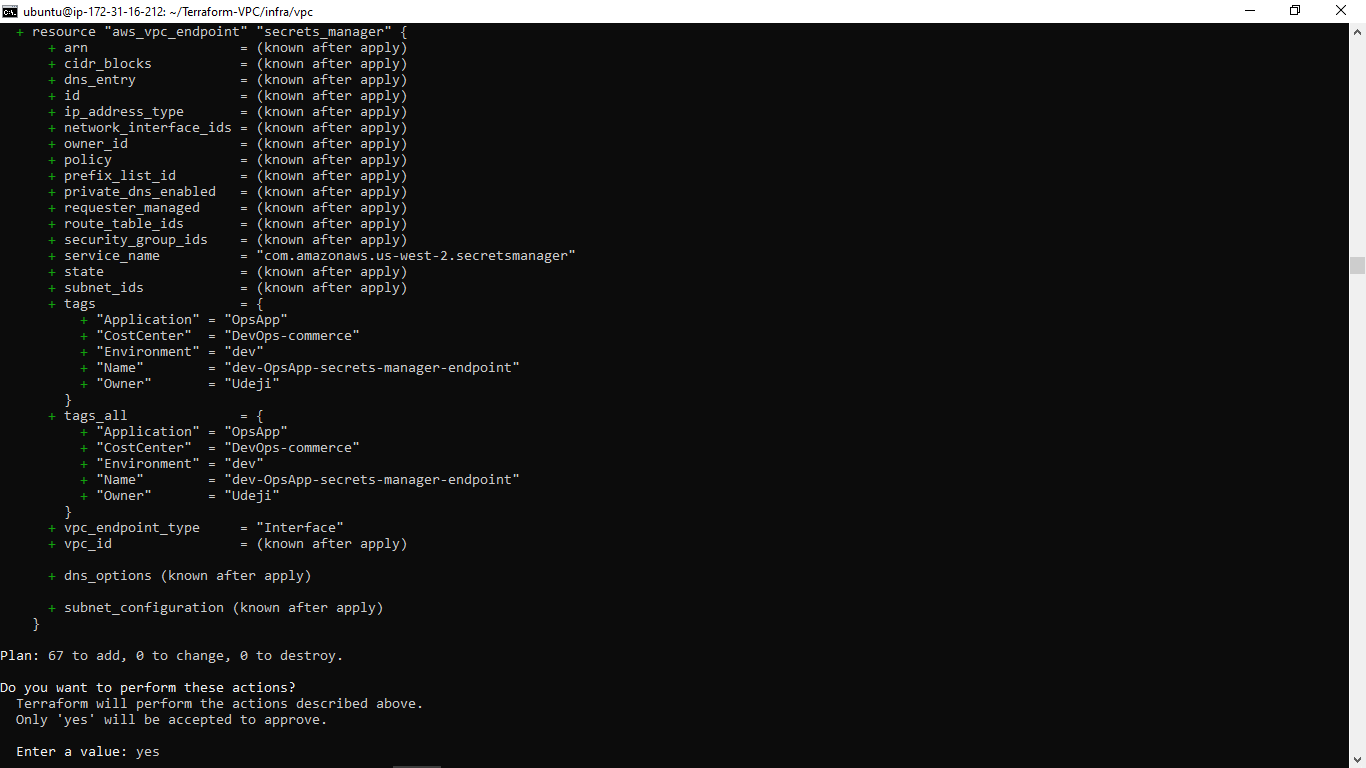 ubuntu@ip-172-31-16-212: ~/Terraform-VPC/infra/vpc
  + resource "aws_vpc_endpoint" "secrets_manager" {
      + arn                   = (known after apply)
      + cidr_blocks           = (known after apply)
      + dns_entry             = (known after apply)
      + id                    = (known after apply)
      + ip_address_type       = (known after apply)
      + network_interface_ids = (known after apply)
      + owner_id              = (known after apply)
      + policy                = (known after apply)
      + prefix_list_id        = (known after apply)
      + private_dns_enabled   = (known after apply)
      + requester_managed     = (known after apply)
      + route_table_ids       = (known after apply)
      + security_group_ids    = (known after apply)
      + service_name          = "com.amazonaws.us-west-2.secretsmanager"
      + state                 = (known after apply)
      + subnet_ids            = (known after apply)
      + tags                  = {
          + "Application" = "OpsApp"
          + "CostCenter"  = "DevOps-commerce"
          + "Environment" = "dev"
          + "Name"        = "dev-OpsApp-secrets-manager-endpoint"
          + "Owner"       = "Udeji"
        }
      + tags_all              = {
          + "Application" = "OpsApp"
          + "CostCenter"  = "DevOps-commerce"
          + "Environment" = "dev"
          + "Name"        = "dev-OpsApp-secrets-manager-endpoint"
          + "Owner"       = "Udeji"
        }
      + vpc_endpoint_type     = "Interface"
      + vpc_id                = (known after apply)
      + dns_options (known after apply)
      + subnet_configuration (known after apply)
    }
Plan: 67 to add, 0 to change, 0 to destroy.
Do you want to perform these actions?
  Terraform will perform the actions described above.
  Only 'yes' will be accepted to approve.
  Enter a value: yes